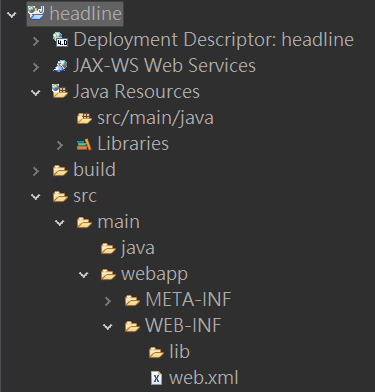 headline
Deployment Descriptor: headline
JAX-WS Web Services
Java Resources
src/main/java
Libraries
build
src
main
java
webapp
META-INF
WEB-INF
lib
web.xml